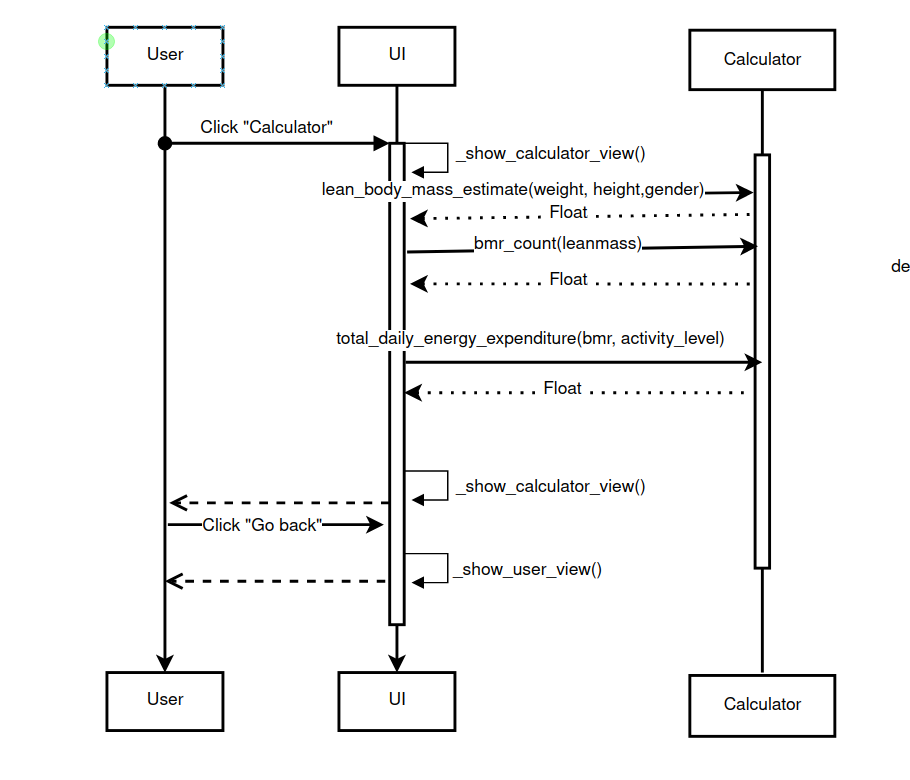 User
UI
Calculator
Click "Calculator"
_show_calculator_view()
lean_body_mass_estimate(weight, height,gender)
Float
bmr_count(leanmass)
de
Float
total_daily_energy_expenditure(bmr, activity_level)
Float
_show_calculator_view()
Click "Go back"
_show_user_view()
User
UI
Calculator